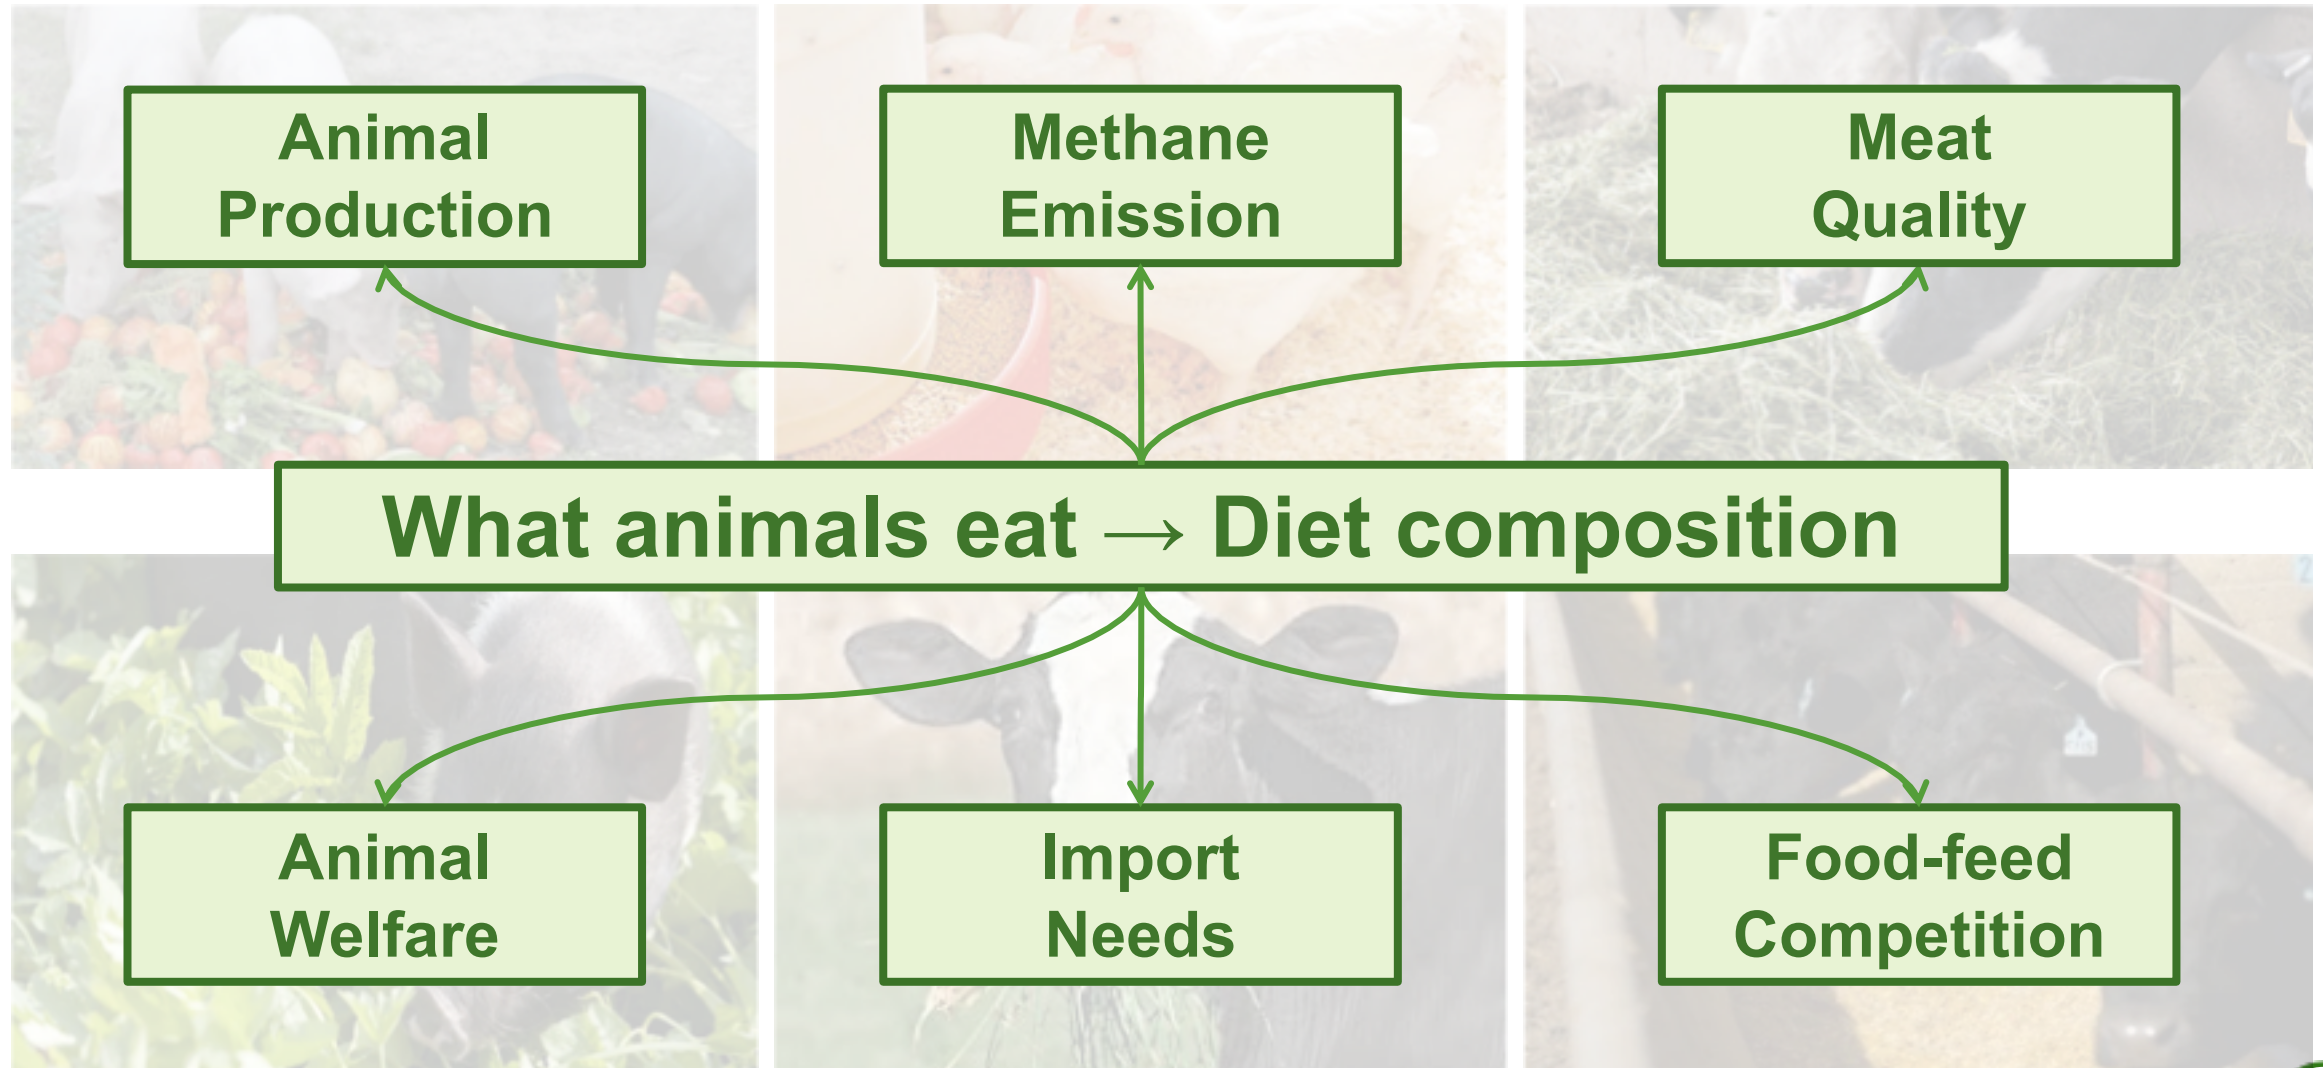 Animal
Production
Methane
Emission
Meat
Quality
What animals eat → Diet composition
Animal
Welfare
Import
Needs
Food-feed
Competition